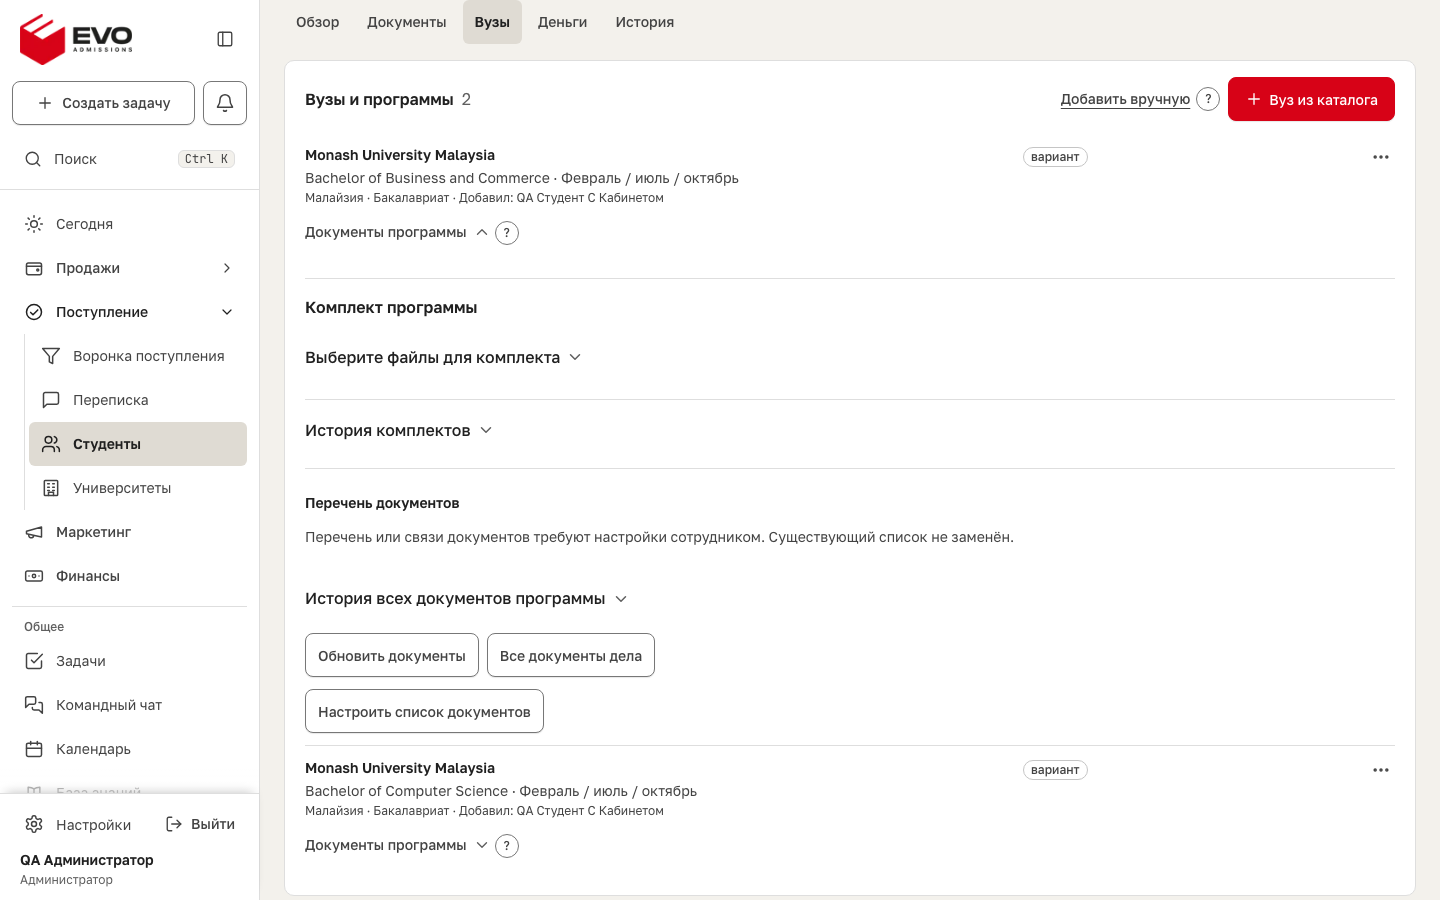 EVO
ADMISSIONS
Создать задачу
Поиск
Ctrl K
Сегодня
Продажи
Поступление
Воронка поступления
Переписка
Студенты
Университеты
Маркетинг
Финансы
Общее
Задачи
Командный чат
Календарь
База знаний
Настройки
Выйти
QA Администратор
Администратор
Обзор
Документы
Вузы
Деньги
История
Вузы и программы 2
Добавить вручную
?
Вуз из каталога
Monash University Malaysia
вариант
Bachelor of Business and Commerce · Февраль / июль / октябрь
Малайзия · Бакалавриат · Добавил: QA Студент С Кабинетом
Документы программы
?
Комплект программы
Выберите файлы для комплекта
История комплектов
Перечень документов
Перечень или связи документов требуют настройки сотрудником. Существующий список не заменён.
История всех документов программы
Обновить документы
Все документы дела
Настроить список документов
Monash University Malaysia
вариант
Bachelor of Computer Science · Февраль / июль / октябрь
Малайзия · Бакалавриат · Добавил: QA Студент С Кабинетом
Документы программы
?